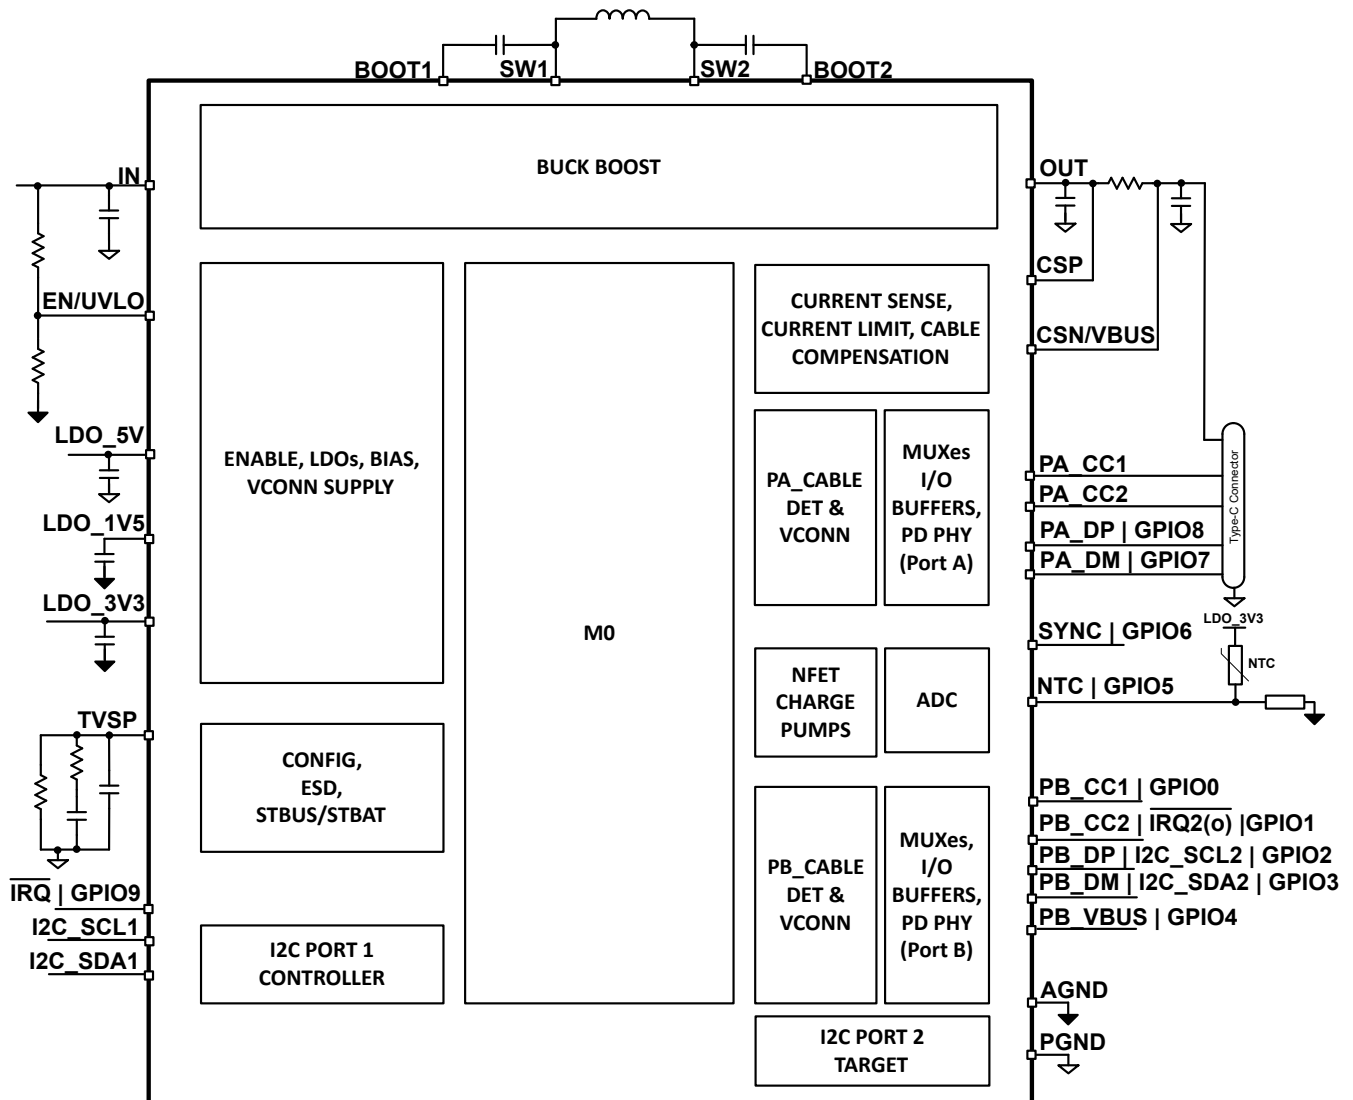 BOOT1
SW1
SW2
BOOT2
BUCK BOOST
IN
OUT
CSP
EN/UVLO
CURRENT SENSE,
CURRENT LIMIT, CABLE
COMPENSATION
CSN/VBUS
LDO_5V
ENABLE, LDOs, BIAS,
VCONN SUPPLY
PA_CABLE
DET &
VCONN
MUXes
I/O
BUFFERS,
PD PHY
(Port A)
PA_CC1
PA_CC2
PA_DP | GPIO8
PA_DM | GPIO7
Type-C Connector
LDO_1V5
LDO_3V3
M0
SYNC | GPIO6
LDO_3V3
NTC
NTC | GPIO5
NFET
CHARGE
PUMPS
ADC
TVSP
CONFIG,
ESD,
STBUS/STBAT
PB_CC1 | GPIO0
PB_CC2 | IRQ2(o) |GPIO1
PB_DP | I2C_SCL2 | GPIO2
PB_DM | I2C_SDA2 | GPIO3
PB_VBUS | GPIO4
PB_CABLE
DET &
VCONN
MUXes,
I/O
BUFFERS,
PD PHY
(Port B)
IRQ | GPIO9
I2C_SCL1
I2C_SDA1
I2C PORT 1
CONTROLLER
AGND
PGND
I2C PORT 2
TARGET